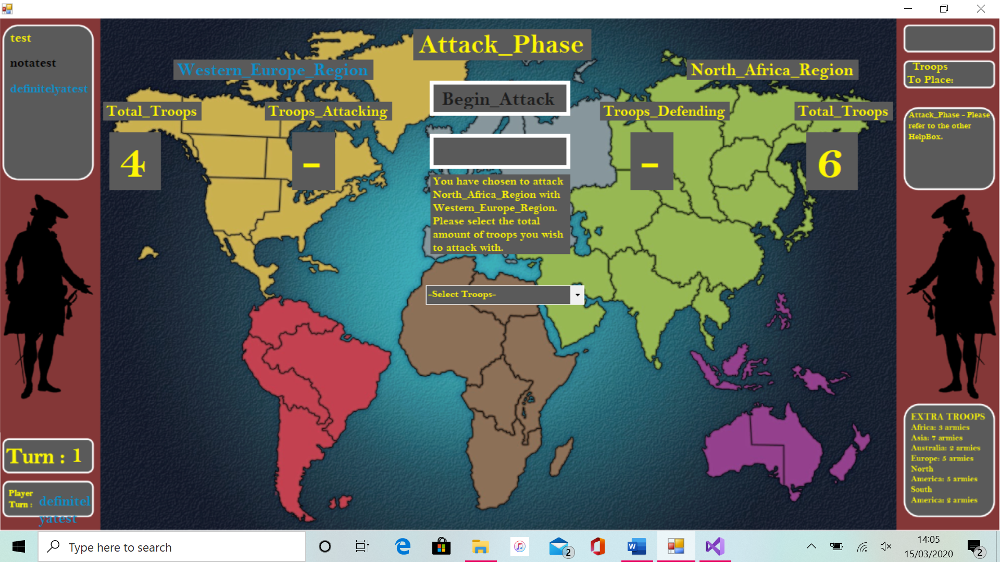 test
notatest
definitelyatest
Attack_Phase
Western_Europe_Region
North_Africa_Region
Begin_Attack
Total_Troops
Troops_Attacking
Troops_Defending
Total_Troops
4
-
-
6
You have chosen to attack
North_Africa_Region with
Western_Europe_Region.
Please select the total
amount of troops you wish
to attack with.
-Select Troops-
Troops
To Place:
Attack_Phase - Please
refer to the other
HelpBox.
EXTRA TROOPS
Africa: 3 armies
Asia: 7 armies
Australia: 2 armies
Europe: 5 armies
North
America: 5 armies
South
America: 2 armies
Turn : 1
Player
Turn :
definitel
yatest
Type here to search
2
W
14:05
15/03/2020
2